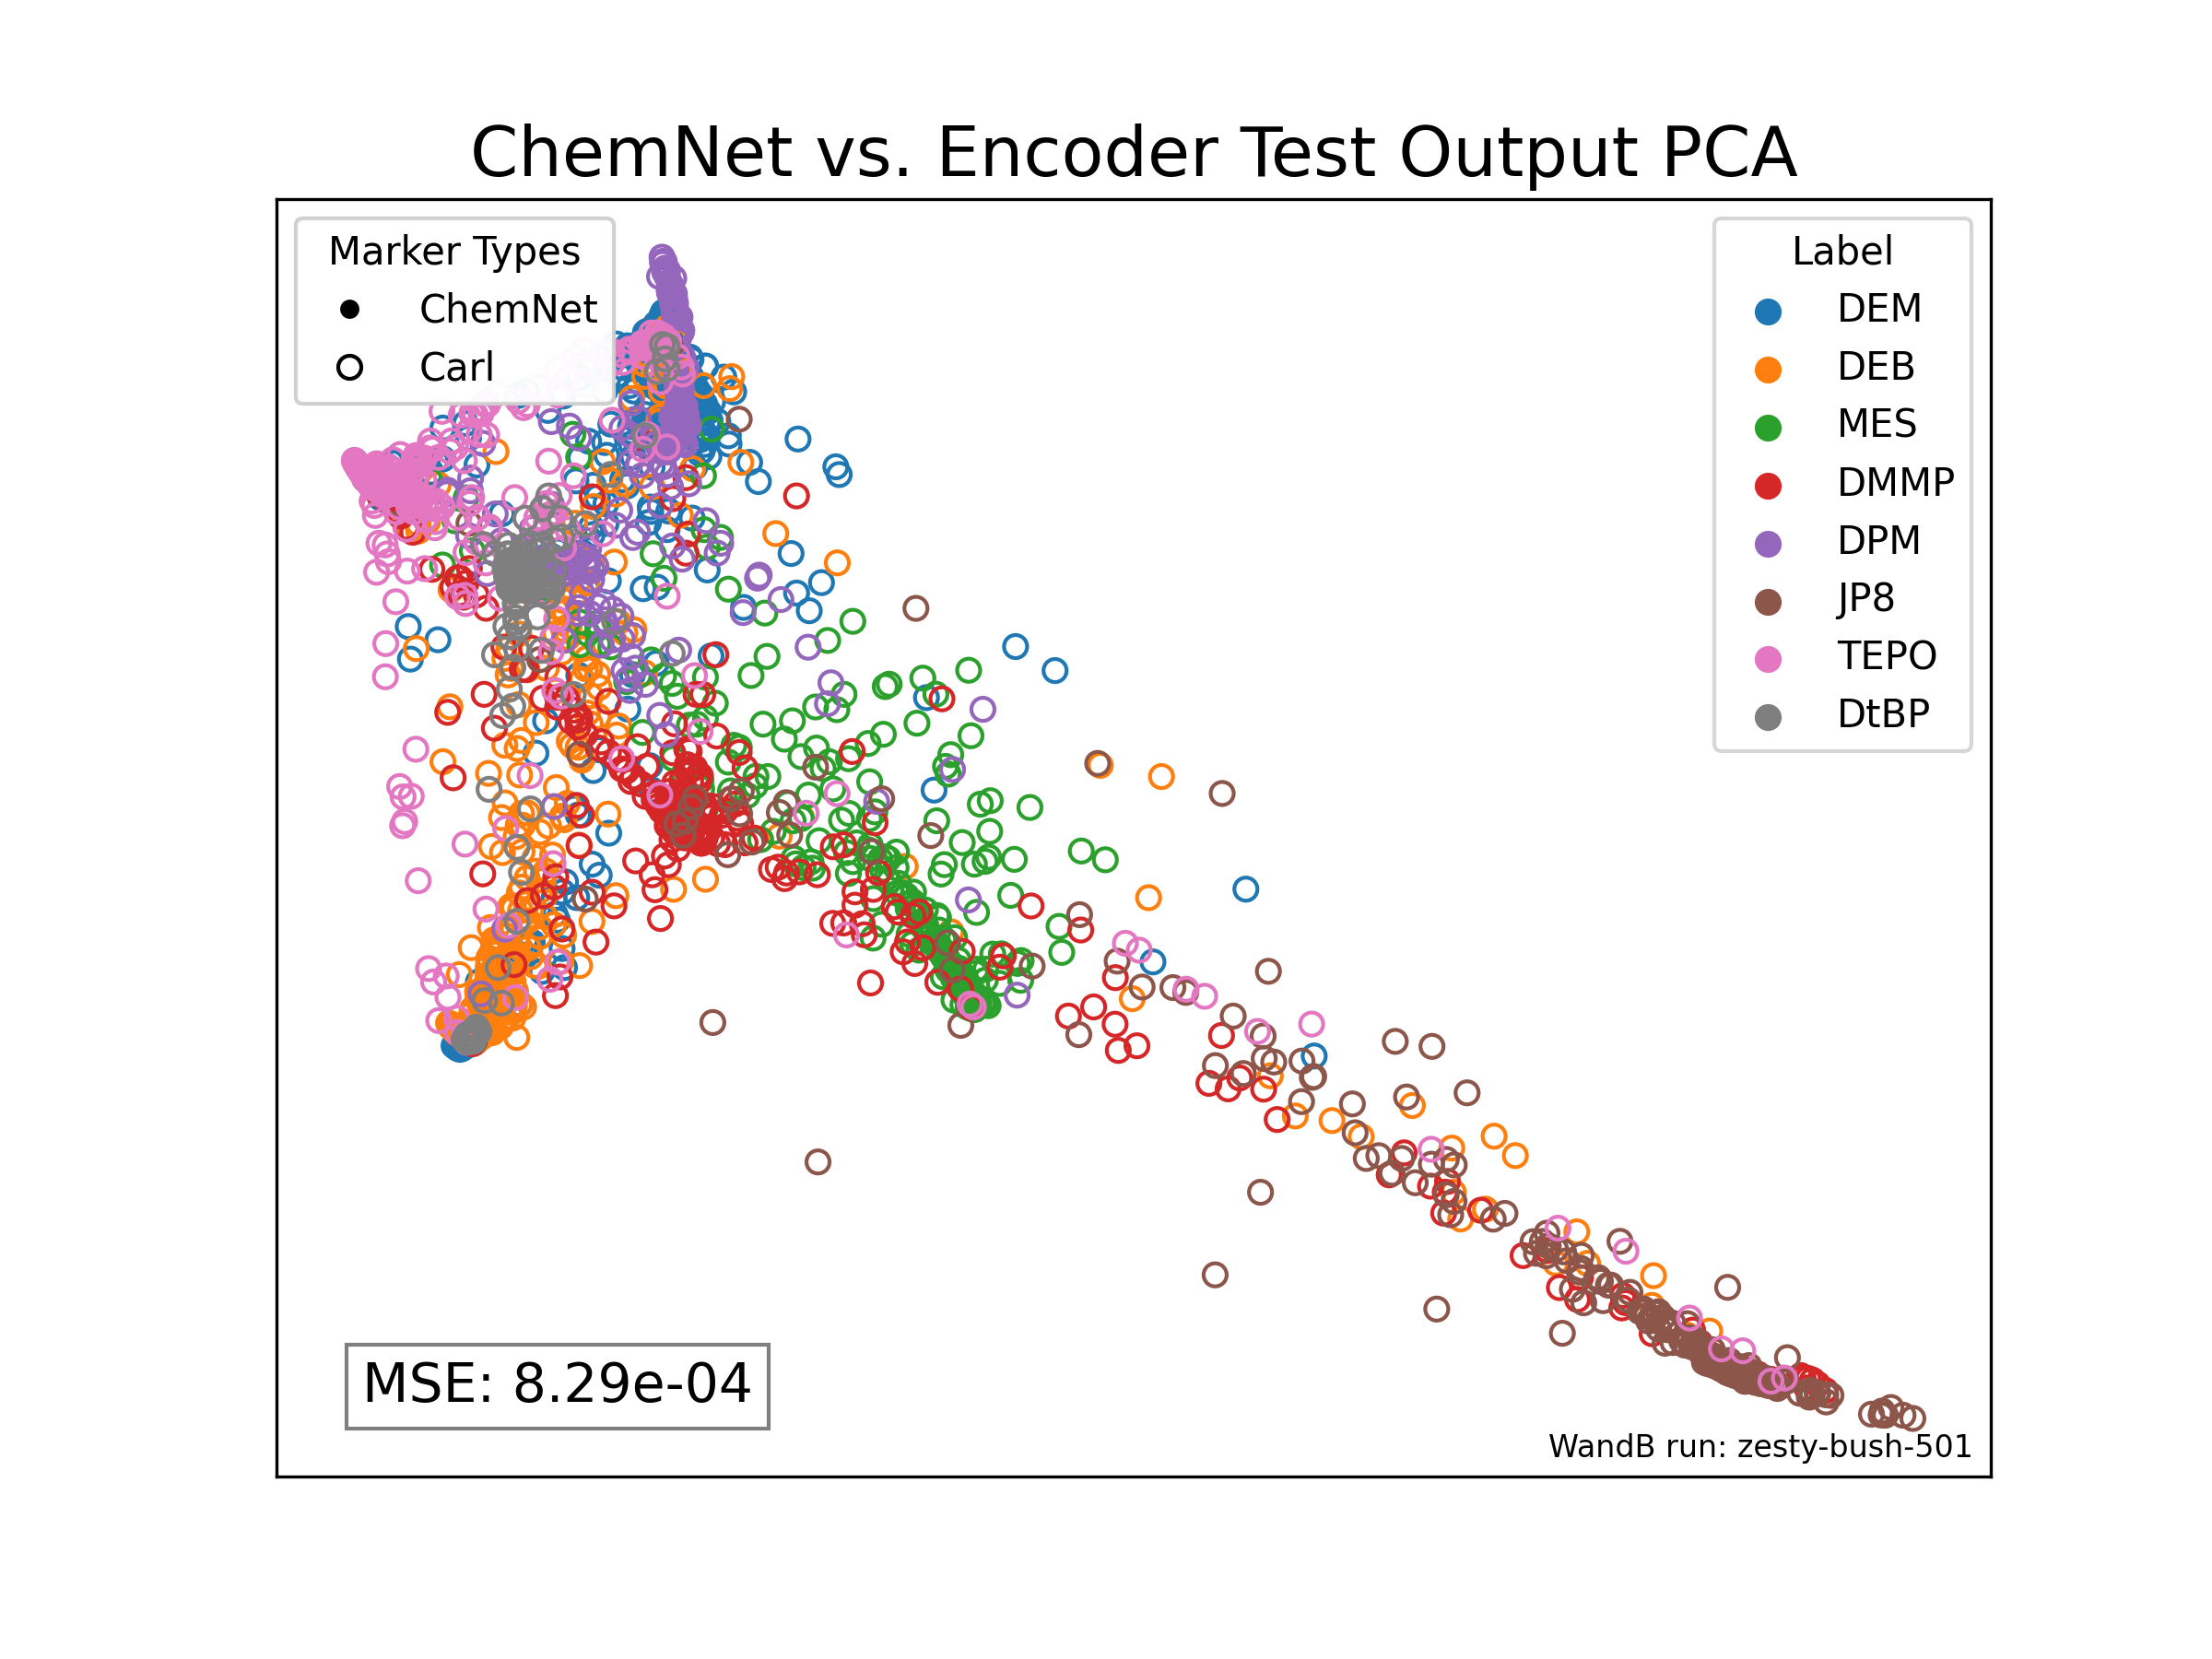 ChemNet vs. Encoder Test Output PCA
Marker Types
ChemNet
Carl
Label
DEM
DEB
MES
DMMP
DPM
JP8
TEPO
DtBP
MSE: 8.29e-04
WandB run: zesty-bush-501